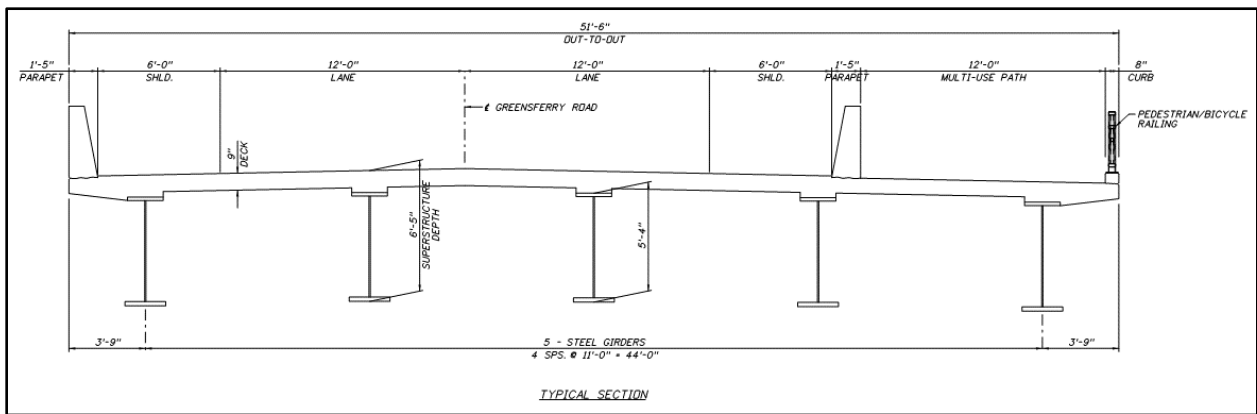 51'-6"
OUT-TO-OUT
1'-5" 6'-0" 12'-0" 12'-0" 6'-0" 1'-5" 12'-0" 8"
PARAPET SHLD. LANE LANE SHLD. PARAPET MULTI-USE PATH CURB
℄ GREENSFERRY ROAD
PEDESTRIAN/BICYCLE
RAILING
9"
DECK
6'-5"
SUPERSTRUCTURE
DEPTH
5'-4"
3'-9" 5 - STEEL GIRDERS 3'-9"
4 SPS. @ 11'-0" = 44'-0"
TYPICAL SECTION